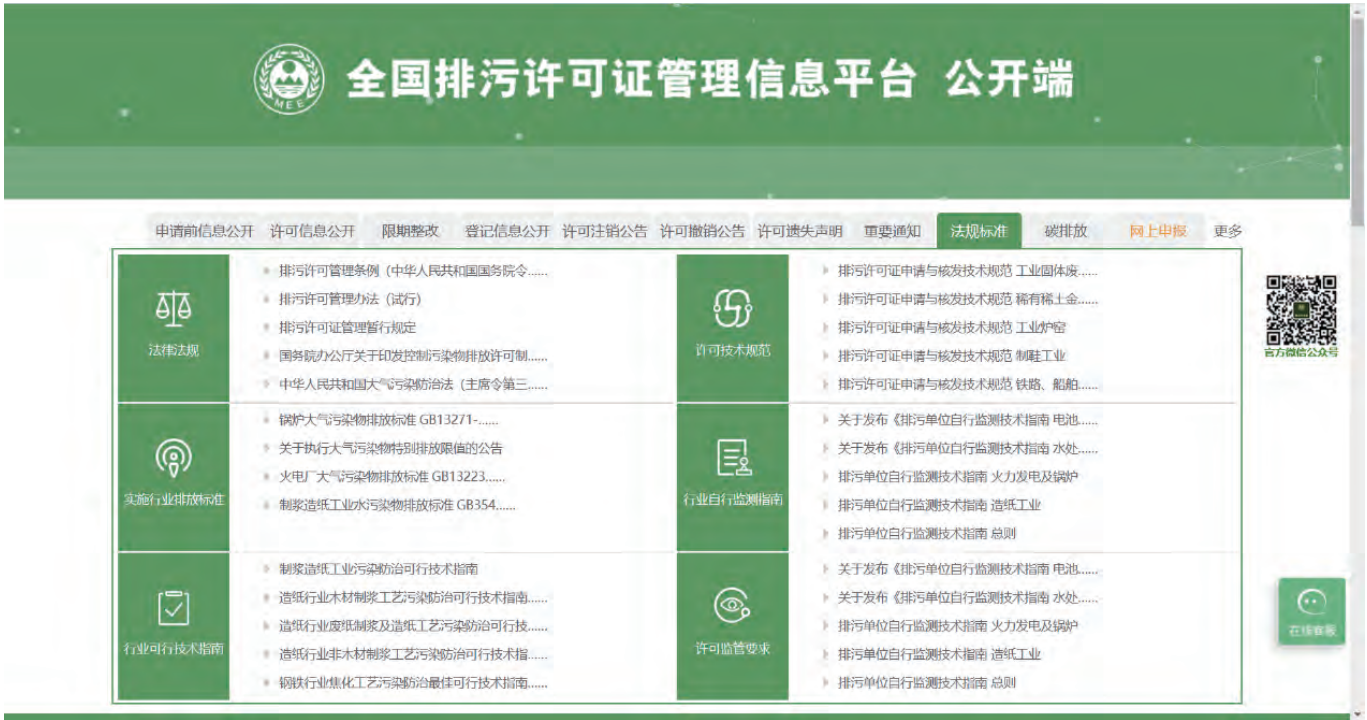 全国排污许可证管理信息平台 公开端
MEE
申请前信息公开 许可信息公开 限期整改 登记信息公开 许可注销公告 许可撤销公告 许可遗失声明 重要通知 法规标准 碳排放 网上申报 更多
法律法规
排污许可管理条例（中华人民共和国国务院令......
排污许可管理办法（试行）
排污许可证管理暂行规定
国务院办公厅关于印发控制污染物排放许可制......
中华人民共和国大气污染防治法（主席令第三......
许可技术规范
排污许可证申请与核发技术规范 工业固体废......
排污许可证申请与核发技术规范 稀有稀土金......
排污许可证申请与核发技术规范 工业炉窑
排污许可证申请与核发技术规范 制鞋工业
排污许可证申请与核发技术规范 铁路、船舶......
实施行业排放标准
锅炉大气污染物排放标准 GB13271-......
关于执行大气污染物特别排放限值的公告
火电厂大气污染物排放标准 GB13223......
制浆造纸工业水污染物排放标准 GB354......
行业自行监测指南
关于发布《排污单位自行监测技术指南 电池......
关于发布《排污单位自行监测技术指南 水处......
排污单位自行监测技术指南 火力发电及锅炉
排污单位自行监测技术指南 造纸工业
排污单位自行监测技术指南 总则
行业可行技术指南
制浆造纸工业污染防治可行技术指南
造纸行业木材制浆工艺污染防治可行技术指南......
造纸行业废纸制浆及造纸工艺污染防治可行技......
造纸行业非木材制浆工艺污染防治可行技术指......
钢铁行业焦化工艺污染防治最佳可行技术指南......
许可监管要求
关于发布《排污单位自行监测技术指南 电池......
关于发布《排污单位自行监测技术指南 水处......
排污单位自行监测技术指南 火力发电及锅炉
排污单位自行监测技术指南 造纸工业
排污单位自行监测技术指南 总则
官方微信公众号
在线客服